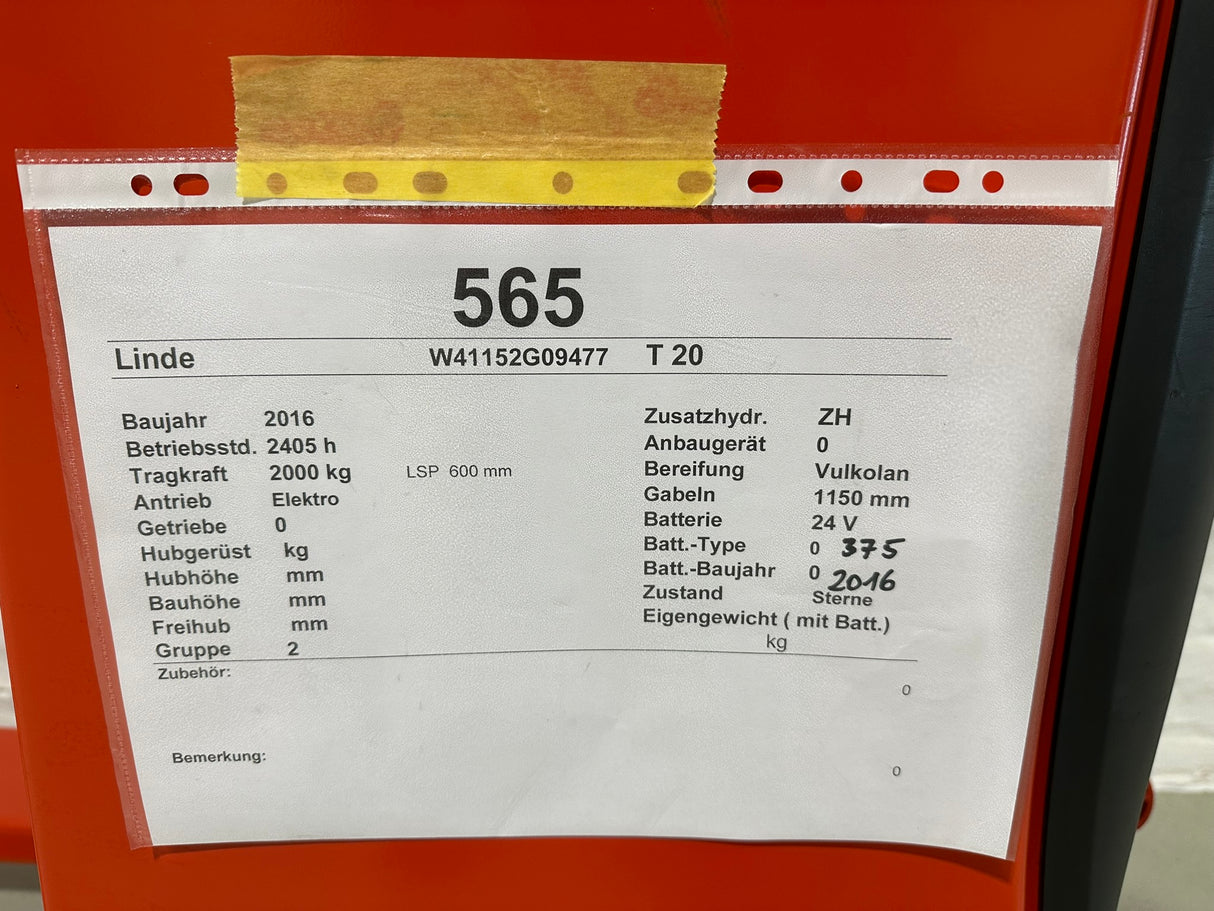 565
Linde W41152G09477 T 20
Baujahr 2016
Betriebsstd. 2405 h
Tragkraft 2000 kg LSP 600 mm
Antrieb Elektro
Getriebe 0
Hubgerüst kg
Hubhöhe mm
Bauhöhe mm
Freihub mm
Gruppe 2
Zusatzhydr. ZH
Anbaugerät 0
Bereifung Vulkolan
Gabeln 1150 mm
Batterie 24 V
Batt.-Type 0 375
Batt.-Baujahr 0 2016
Zustand Sterne
Eigengewicht ( mit Batt.)
kg
Zubehör:
0
Bemerkung:
0